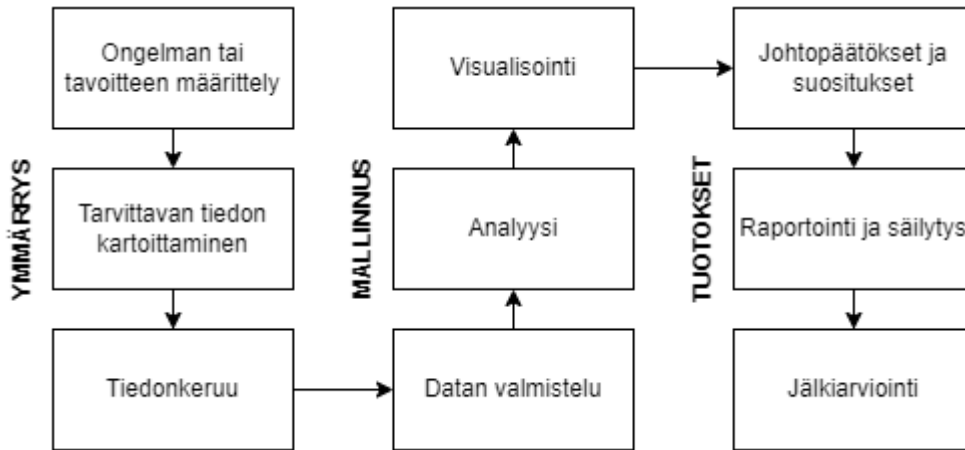 YMMÄRRYS
Ongelman tai
tavoitteen määrittely
Tarvittavan tiedon
kartoittaminen
Tiedonkeruu
MALLINNUS
Datan valmistelu
Analyysi
Visualisointi
TUOTOKSET
Johtopäätökset ja
suositukset
Raportointi ja säilytys
Jälkiarviointi